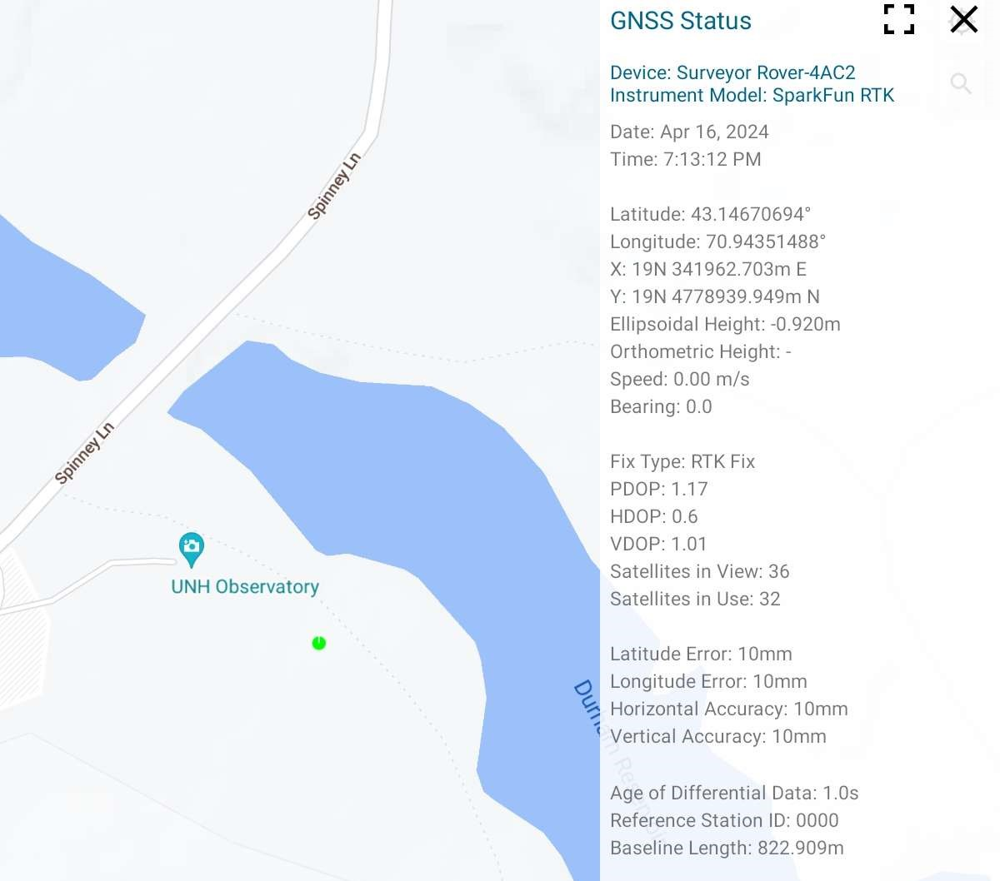 GNSS Status
Device: Surveyor Rover-4AC2
Instrument Model: SparkFun RTK
Date: Apr 16, 2024
Time: 7:13:12 PM
Latitude: 43.14670694°
Longitude: 70.94351488°
X: 19N 341962.703m E
Y: 19N 4778939.949m N
Ellipsoidal Height: -0.920m
Orthometric Height: -
Speed: 0.00 m/s
Bearing: 0.0
Fix Type: RTK Fix
PDOP: 1.17
HDOP: 0.6
VDOP: 1.01
Satellites in View: 36
Satellites in Use: 32
Latitude Error: 10mm
Longitude Error: 10mm
Horizontal Accuracy: 10mm
Vertical Accuracy: 10mm
Age of Differential Data: 1.0s
Reference Station ID: 0000
Baseline Length: 822.909m
Spinney Ln
Spinney Ln
UNH Observatory
Durham Reservoir